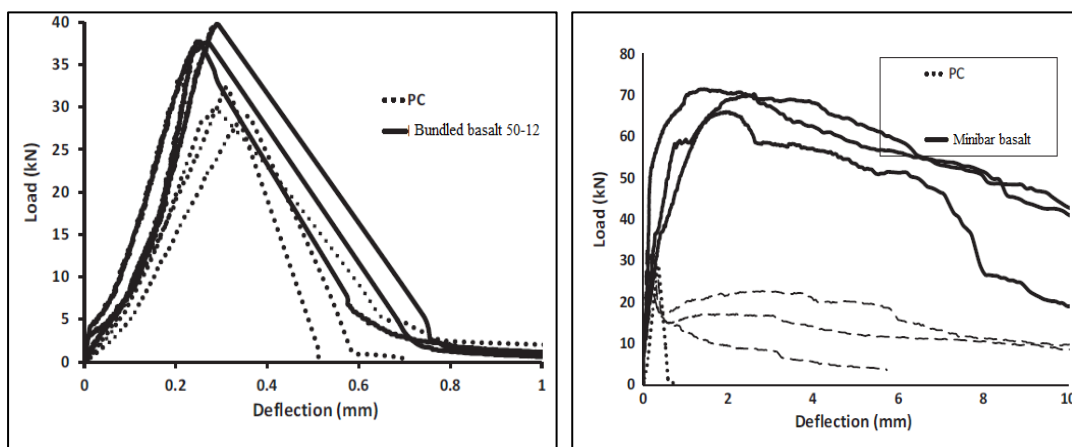 40
35
30
25
20
15
10
5
0
Load (kN)
0 0.2 0.4 0.6 0.8 1
Deflection (mm)
PC
Bundled basalt 50-12
80
70
60
50
40
30
20
10
0
Load (kN)
0 2 4 6 8 10
Deflection (mm)
PC
Minibar basalt